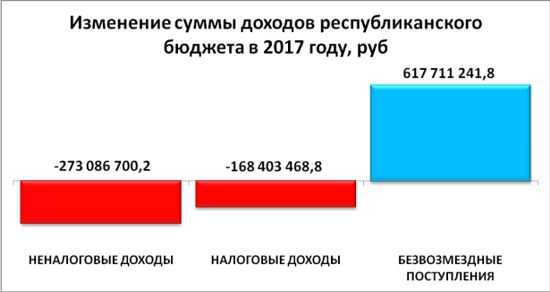 Изменение суммы доходов республиканского
бюджета в 2017 году, руб
617 711 241,8
-273 086 700,2
-168 403 468,8
НЕНАЛОГОВЫЕ ДОХОДЫ
НАЛОГОВЫЕ ДОХОДЫ
БЕЗВОЗМЕЗДНЫЕ
ПОСТУПЛЕНИЯ